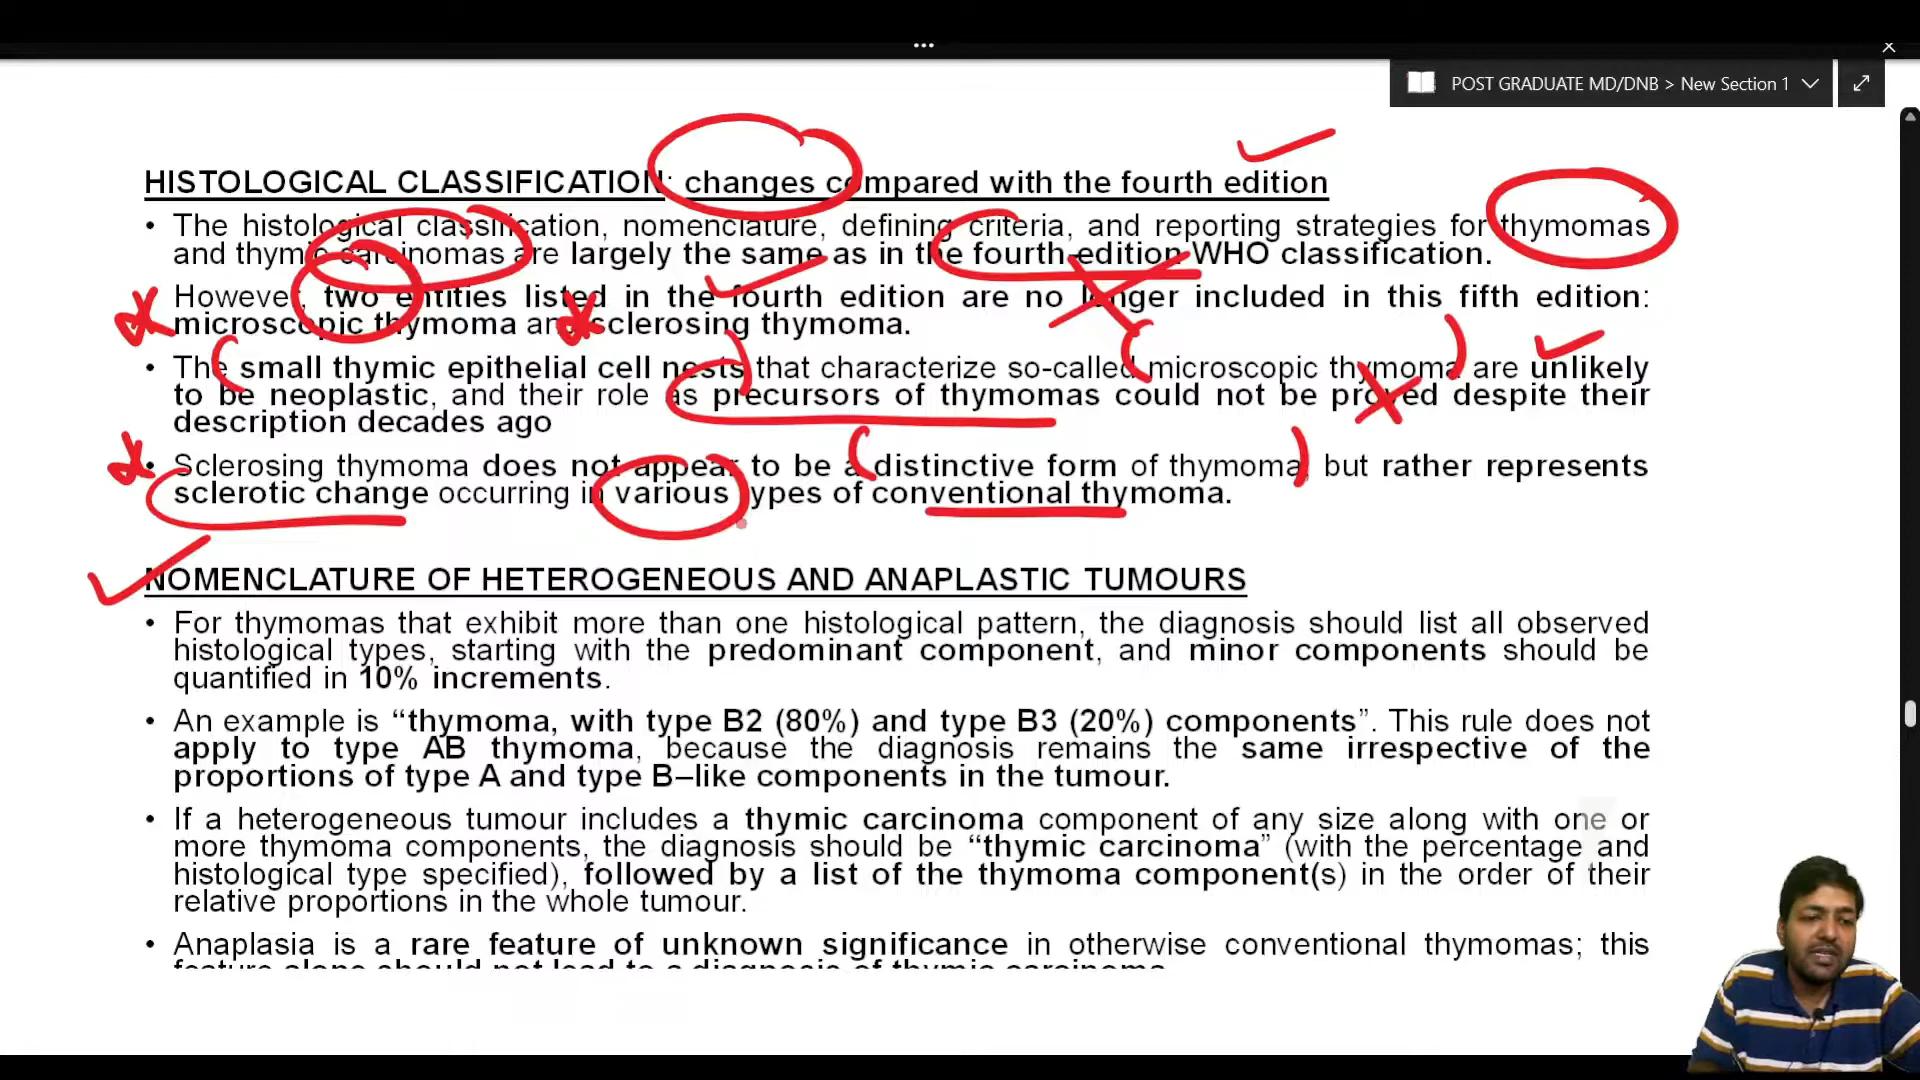 POST GRADUATE MD/DNB > New Section 1
HISTOLOGICAL CLASSIFICATION: changes compared with the fourth edition
• The histological classification, nomenclature, defining criteria, and reporting strategies for thymomas
and thymic carcinomas are largely the same as in the fourth edition WHO classification.
However, two entities listed in the fourth edition are no longer included in this fifth edition:
microscopic thymoma and sclerosing thymoma.
• The small thymic epithelial cell nests that characterize so-called microscopic thymoma are unlikely
to be neoplastic, and their role as precursors of thymomas could not be proved despite their
description decades ago
• Sclerosing thymoma does not appear to be a distinctive form of thymoma, but rather represents
sclerotic change occurring in various types of conventional thymoma.
NOMENCLATURE OF HETEROGENEOUS AND ANAPLASTIC TUMOURS
• For thymomas that exhibit more than one histological pattern, the diagnosis should list all observed
histological types, starting with the predominant component, and minor components should be
quantified in 10% increments.
• An example is “thymoma, with type B2 (80%) and type B3 (20%) components”. This rule does not
apply to type AB thymoma, because the diagnosis remains the same irrespective of the
proportions of type A and type B–like components in the tumour.
• If a heterogeneous tumour includes a thymic carcinoma component of any size along with one or
more thymoma components, the diagnosis should be “thymic carcinoma” (with the percentage and
histological type specified), followed by a list of the thymoma component(s) in the order of their
relative proportions in the whole tumour.
• Anaplasia is a rare feature of unknown significance in otherwise conventional thymomas; this
feature alone should not lead to a diagnosis of thymic carcinoma.